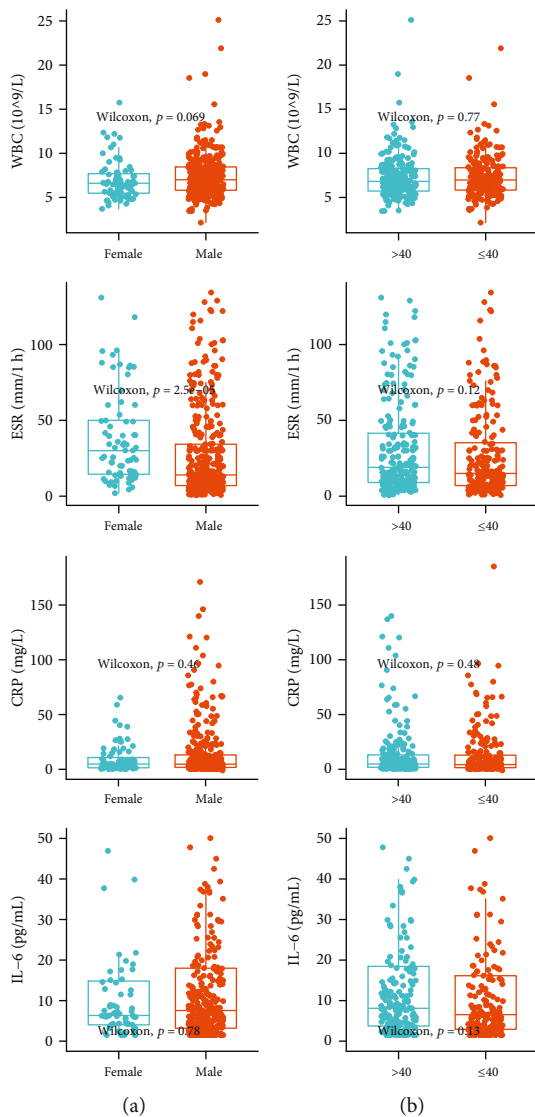 WBC (10^9/L)
25
20
15
10
5
Wilcoxon, p = 0.069
Female
Male
WBC (10^9/L)
25
20
15
10
5
Wilcoxon, p = 0.77
>40
≤40
ESR (mm/1 h)
100
50
0
Wilcoxon, p = 2.5e−05
Female
Male
ESR (mm/1 h)
100
50
0
Wilcoxon, p = 0.12
>40
≤40
CRP (mg/L)
150
100
50
0
Wilcoxon, p = 0.46
Female
Male
CRP (mg/L)
150
100
50
0
Wilcoxon, p = 0.48
>40
≤40
IL−6 (pg/mL)
50
40
30
20
10
0
Wilcoxon, p = 0.78
Female
Male
IL−6 (pg/mL)
50
40
30
20
10
0
Wilcoxon, p = 0.13
>40
≤40
(a)
(b)